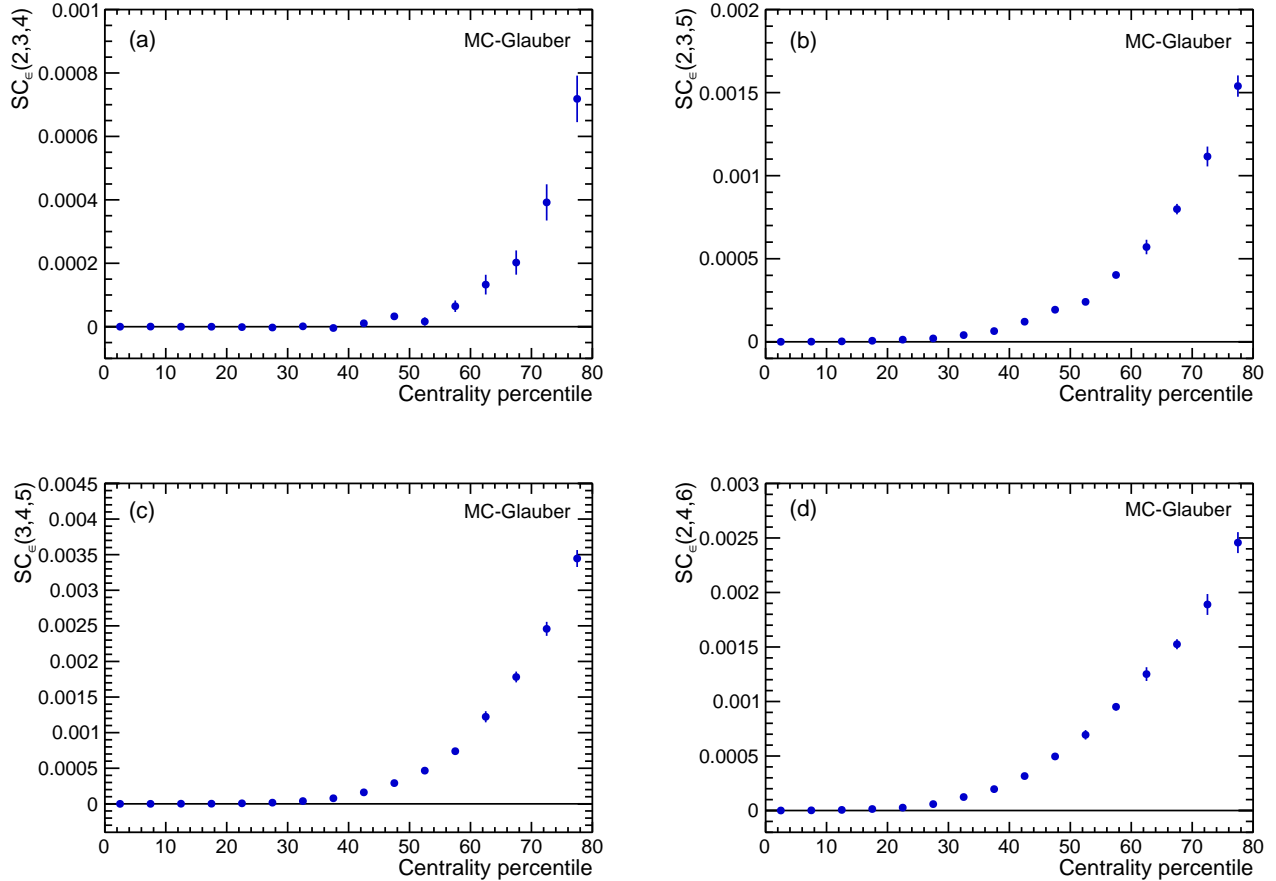 0.001
(a)
MC-Glauber
SC∈(2,3,4)
0.0008
0.0006
0.0004
0.0002
0
0 10 20 30 40 50 60 70 80
Centrality percentile
0.002
(b)
MC-Glauber
SC∈(2,3,5)
0.0015
0.001
0.0005
0
0 10 20 30 40 50 60 70 80
Centrality percentile
0.0045
(c)
MC-Glauber
SC∈(3,4,5)
0.004
0.0035
0.003
0.0025
0.002
0.0015
0.001
0.0005
0
0 10 20 30 40 50 60 70 80
Centrality percentile
0.003
(d)
MC-Glauber
SC∈(2,4,6)
0.0025
0.002
0.0015
0.001
0.0005
0
0 10 20 30 40 50 60 70 80
Centrality percentile